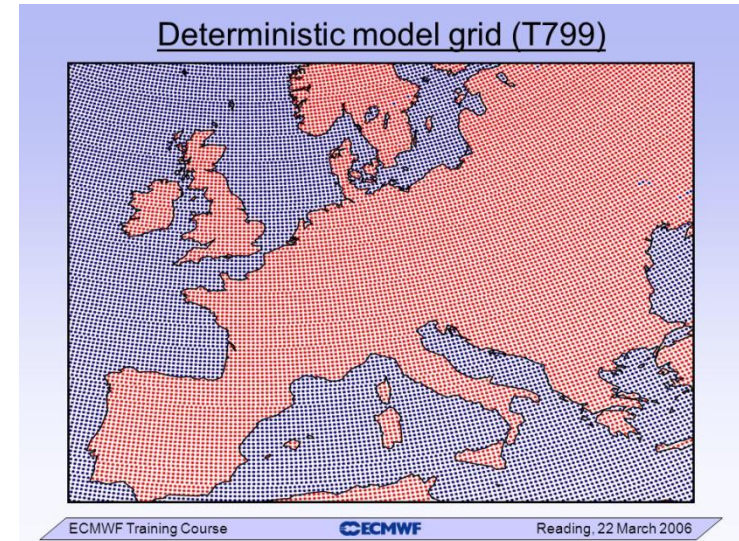 Deterministic model grid (T799)
ECMWF Training Course
ECMWF
Reading, 22 March 2006